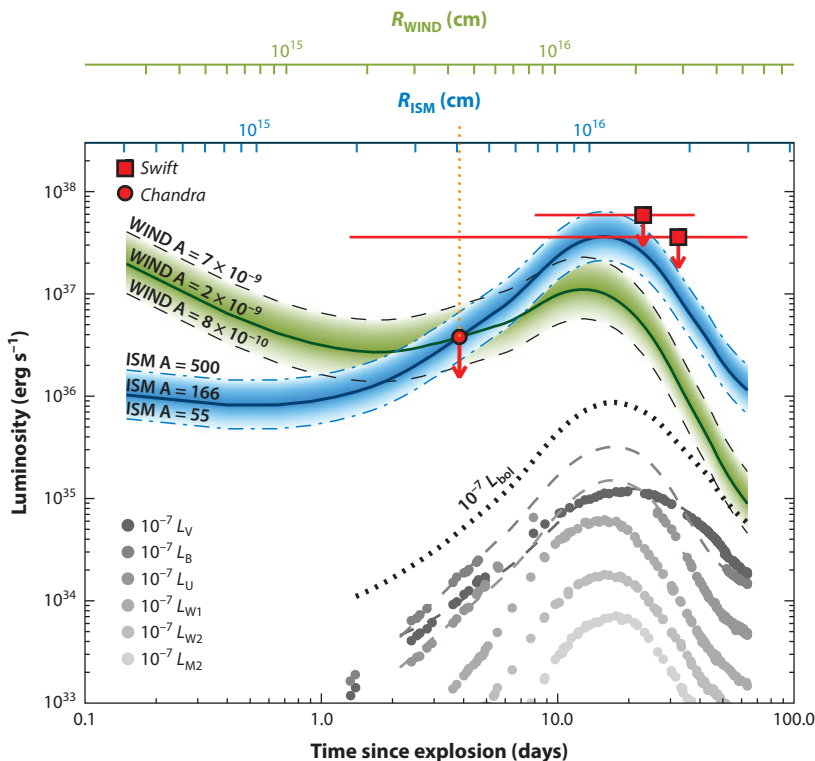 R_WIND (cm)
10^15 10^16
R_ISM (cm)
10^15 10^16
Swift
Chandra
WIND A = 7 × 10^−9
WIND A = 2 × 10^−9
WIND A = 8 × 10^−10
ISM A = 500
ISM A = 166
ISM A = 55
10^−7 L_bol
10^−7 L_V
10^−7 L_B
10^−7 L_U
10^−7 L_W1
10^−7 L_W2
10^−7 L_M2
Luminosity (erg s^−1)
10^38
10^37
10^36
10^35
10^34
10^33
0.1 1.0 10.0 100.0
Time since explosion (days)